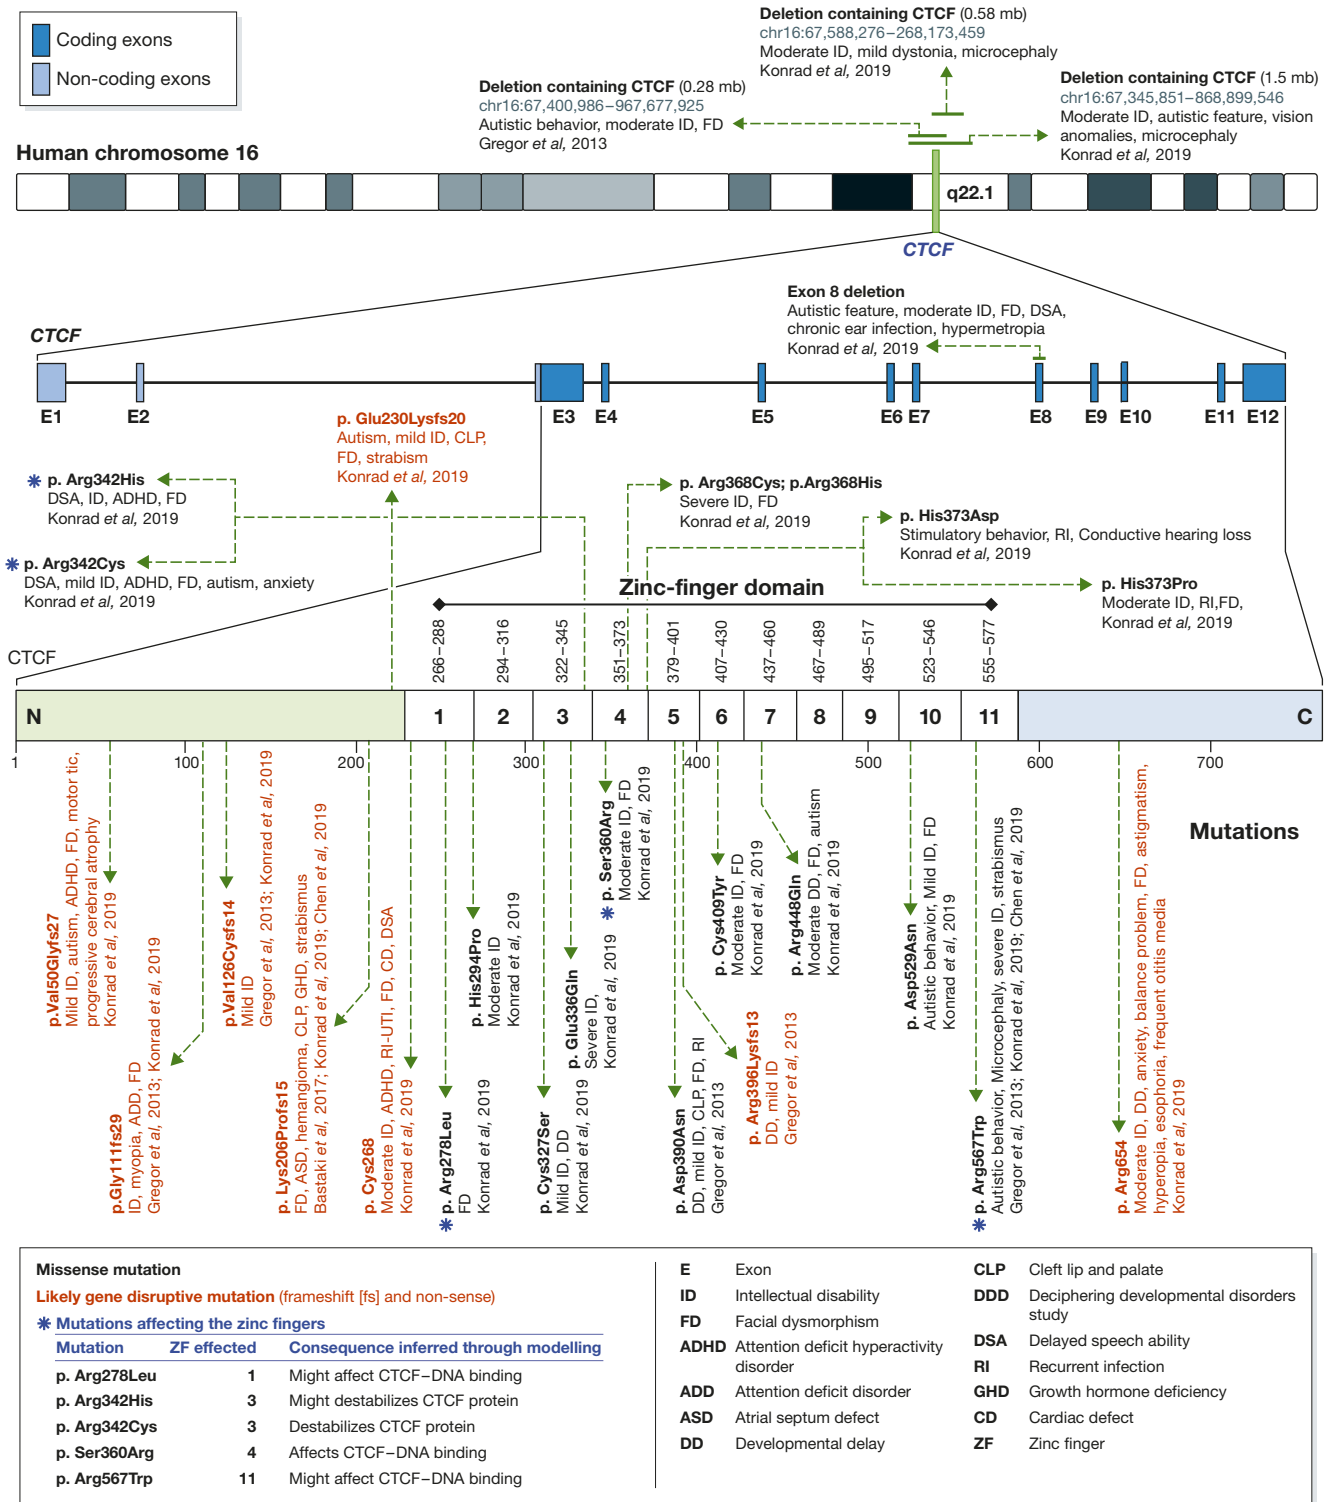 Coding exons
Non-coding exons
Deletion containing CTCF (0.58 mb)
chr16:67,588,276–268,173,459
Moderate ID, mild dystonia, microcephaly
Konrad et al, 2019
Deletion containing CTCF (0.28 mb)
chr16:67,400,986–967,677,925
Autistic behavior, moderate ID, FD
Gregor et al, 2013
Deletion containing CTCF (1.5 mb)
chr16:67,345,851–868,899,546
Moderate ID, autistic feature, vision
anomalies, microcephaly
Konrad et al, 2019
Human chromosome 16
q22.1
CTCF
Exon 8 deletion
Autistic feature, moderate ID, FD, DSA,
chronic ear infection, hypermetropia
Konrad et al, 2019
CTCF
E1 E2 E3 E4 E5 E6 E7 E8 E9 E10 E11 E12
p. Glu230Lysfs20
Autism, mild ID, CLP,
FD, strabism
Konrad et al, 2019
* p. Arg342His
DSA, ID, ADHD, FD
Konrad et al, 2019
* p. Arg342Cys
DSA, mild ID, ADHD, FD, autism, anxiety
Konrad et al, 2019
p. Arg368Cys; p.Arg368His
Severe ID, FD
Konrad et al, 2019
p. His373Asp
Stimulatory behavior, RI, Conductive hearing loss
Konrad et al, 2019
p. His373Pro
Moderate ID, RI,FD,
Konrad et al, 2019
Zinc-finger domain
266–288
294–316
322–345
351–373
379–401
407–430
437–460
467–489
495–517
523–546
555–577
CTCF
N 1 2 3 4 5 6 7 8 9 10 11 C
1 100 200 300 400 500 600 700
Mutations
p.Val50Glyfs27
Mild ID, autism, ADHD, FD, motor tic,
progressive cerebral atrophy
Konrad et al, 2019
p.Gly111fs29
ID, myopia, ADD, FD
Gregor et al, 2013; Konrad et al, 2019
p.Val126Cysfs14
Mild ID
Gregor et al, 2013; Konrad et al, 2019
p. Lys206Profs15
FD, ASD, hemangioma, CLP, GHD, strabismus
Bastaki et al, 2017; Konrad et al, 2019; Chen et al, 2019
p. Cys268
Moderate ID, ADHD, RI-UTI, FD, CD, DSA
Konrad et al, 2019
* p. Arg278Leu
FD
Konrad et al, 2019
p. His294Pro
Moderate ID
Konrad et al, 2019
p. Cys327Ser
Mild ID, DD
Konrad et al, 2019
p. Glu336Gln
Severe ID,
Konrad et al, 2019
* p. Ser360Arg
Moderate ID, FD
Konrad et al, 2019
p. Asp390Asn
DD, mild ID, CLP, FD, RI
Gregor et al, 2013
p. Arg396Lysfs13
DD, mild ID
Gregor et al, 2013
p. Cys409Tyr
Moderate ID, FD
Konrad et al, 2019
p. Arg448Gln
Moderate DD, FD, autism
Konrad et al, 2019
p. Asp529Asn
Autistic behavior, Mild ID, FD
Konrad et al, 2019
* p. Arg567Trp
Autistic behavior, Microcephaly, severe ID, strabismus
Gregor et al, 2013; Konrad et al, 2019; Chen et al, 2019
p. Arg654
Moderate ID, DD, anxiety, balance problem, FD, astigmatism,
hyperopia, esophoria, frequent otitis media
Konrad et al, 2019
Missense mutation
Likely gene disruptive mutation (frameshift [fs] and non-sense)
* Mutations affecting the zinc fingers
Mutation ZF effected Consequence inferred through modelling
p. Arg278Leu 1 Might affect CTCF–DNA binding
p. Arg342His 3 Might destabilizes CTCF protein
p. Arg342Cys 3 Destabilizes CTCF protein
p. Ser360Arg 4 Affects CTCF–DNA binding
p. Arg567Trp 11 Might affect CTCF–DNA binding
E Exon
ID Intellectual disability
FD Facial dysmorphism
ADHD Attention deficit hyperactivity
disorder
ADD Attention deficit disorder
ASD Atrial septum defect
DD Developmental delay
CLP Cleft lip and palate
DDD Deciphering developmental disorders
study
DSA Delayed speech ability
RI Recurrent infection
GHD Growth hormone deficiency
CD Cardiac defect
ZF Zinc finger